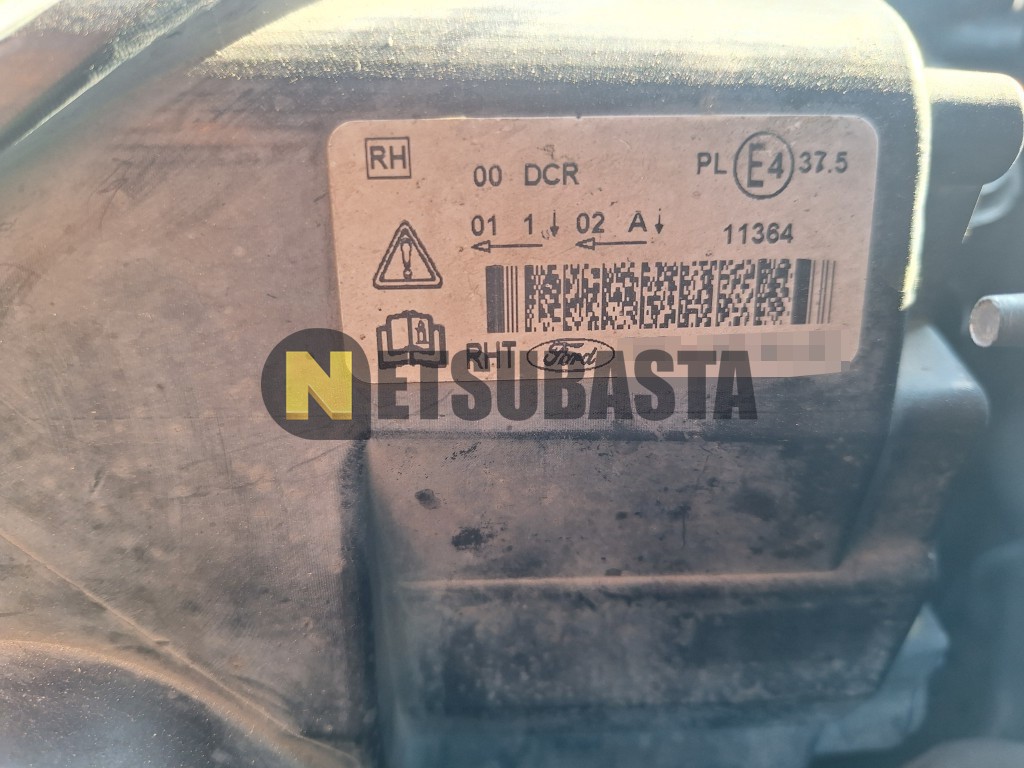 RH
00 DCR
PL E4 37.5
01 1 ↓ 02 A ↓
11364
RHT Ford
NETSUBASTA